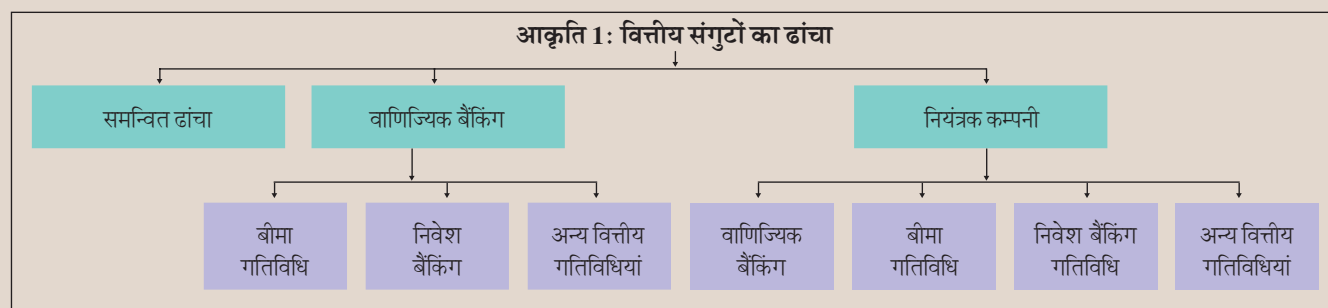 आकृति 1: वित्तीय संगुटों का ढांचा
समन्वित ढांचा
वाणिज्यिक बैंकिंग
नियंत्रक कम्पनी
बीमा
गतिविधि
निवेश
बैंकिंग
अन्य वित्तीय
गतिविधियां
वाणिज्यिक
बैंकिंग
बीमा
गतिविधि
निवेश बैंकिंग
गतिविधि
अन्य वित्तीय
गतिविधियां